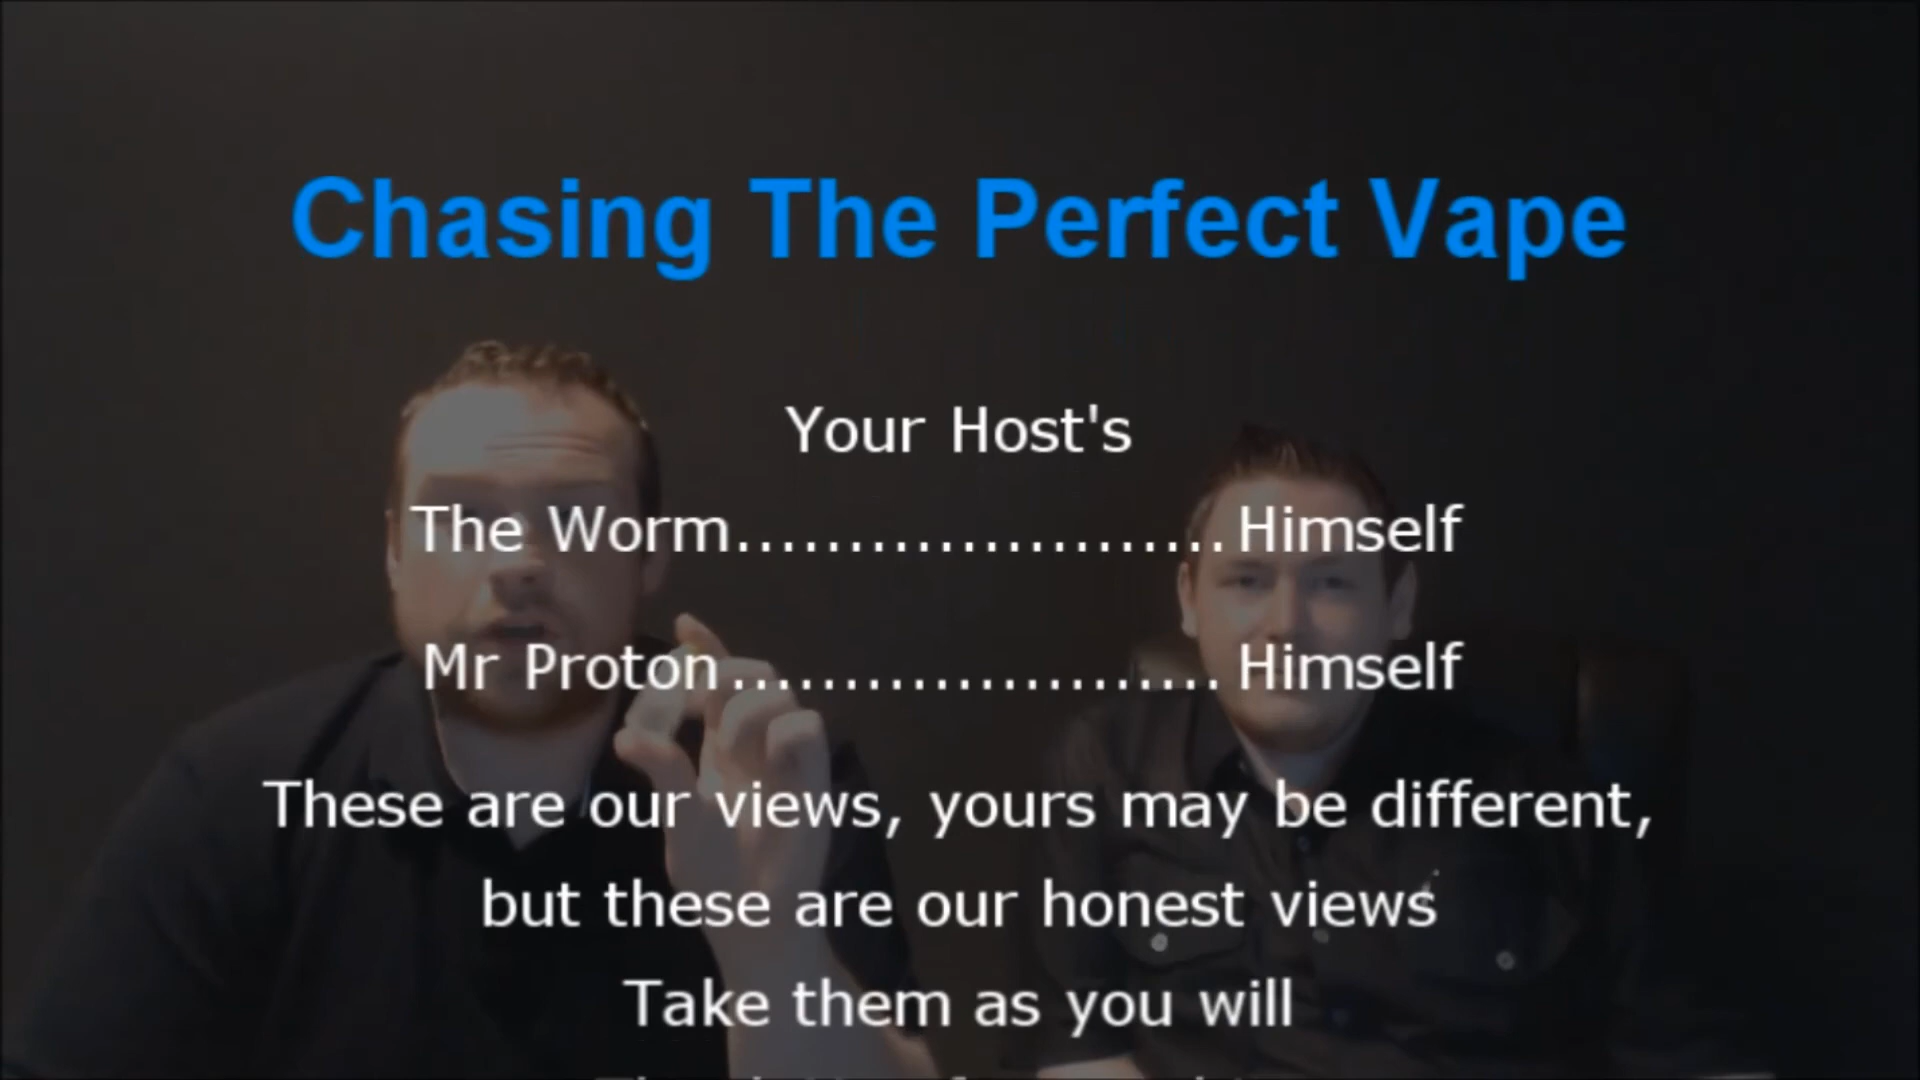 Chasing The Perfect Vape
Your Host's
The Worm......................Himself
Mr Proton......................Himself
These are our views, yours may be different,
but these are our honest views
Take them as you will